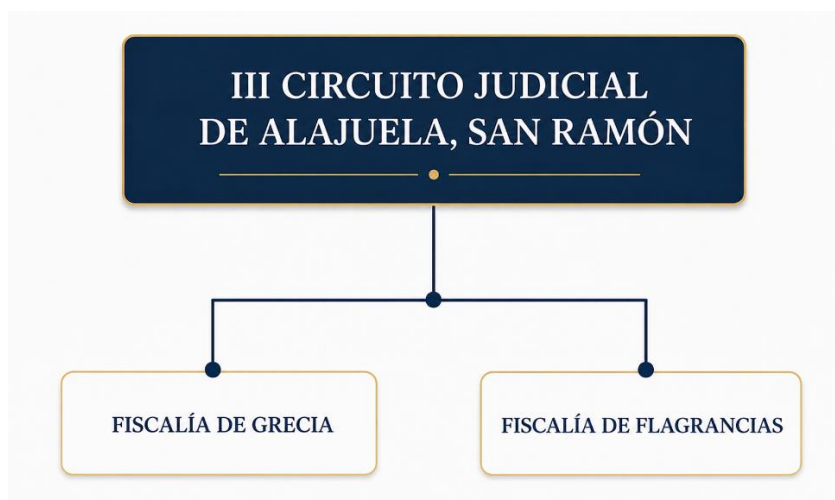 III CIRCUITO JUDICIAL
DE ALAJUELA, SAN RAMÓN
FISCALÍA DE GRECIA
FISCALÍA DE FLAGRANCIAS